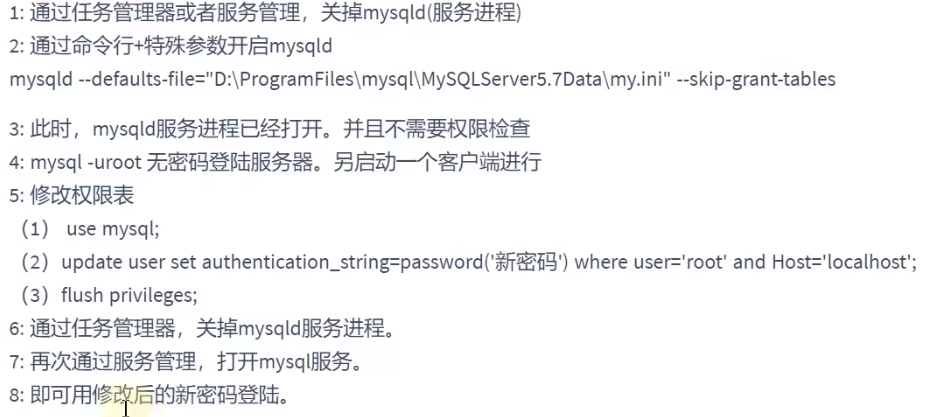 1: 通过任务管理器或者服务管理，关掉mysqld(服务进程)
2: 通过命令行+特殊参数开启mysqld
mysqld --defaults-file="D:\ProgramFiles\mysql\MySQLServer5.7Data\my.ini" --skip-grant-tables
3: 此时，mysqld服务进程已经打开。并且不需要权限检查
4: mysql -uroot 无密码登陆服务器。另启动一个客户端进行
5: 修改权限表
（1） use mysql;
（2）update user set authentication_string=password('新密码') where user='root' and Host='localhost';
（3）flush privileges;
6: 通过任务管理器，关掉mysqld服务进程。
7: 再次通过服务管理，打开mysql服务。
8: 即可用修改后的新密码登陆。